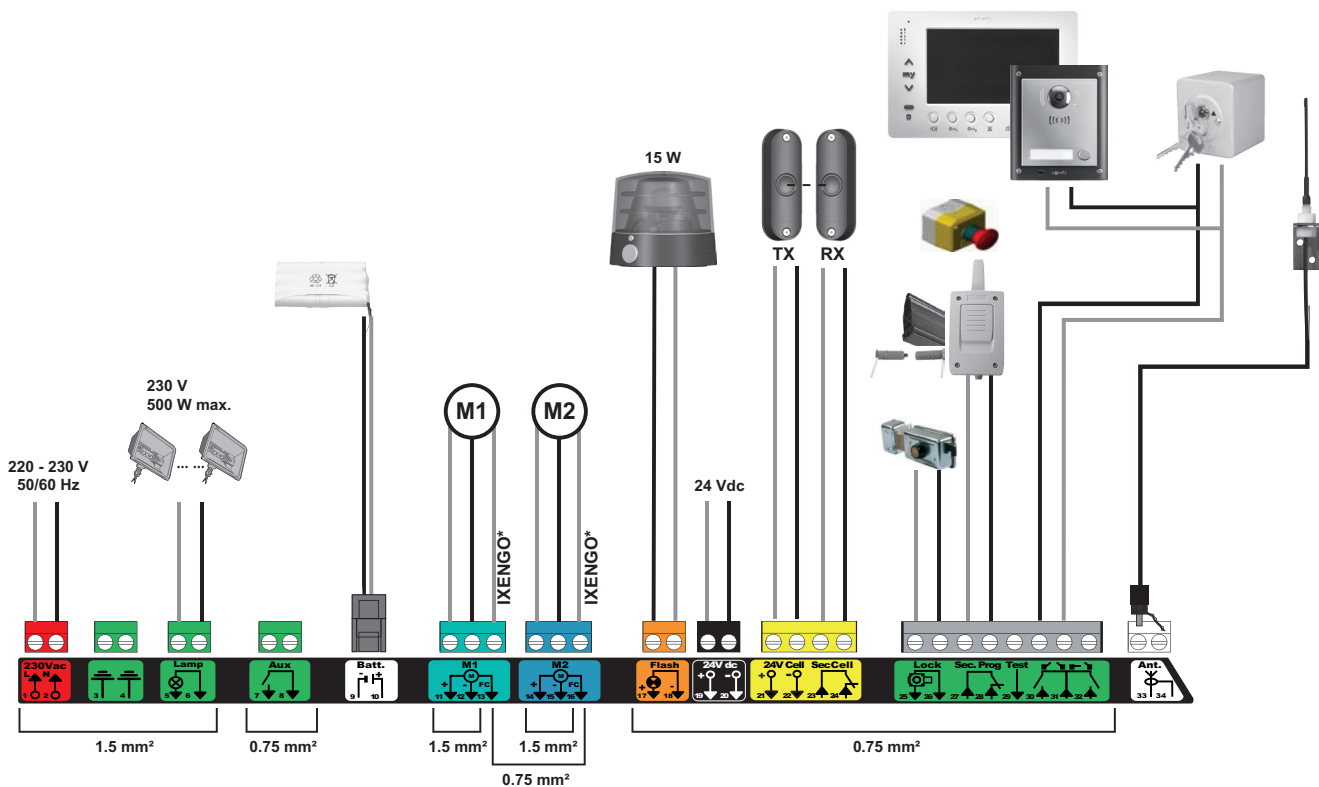 somfy
my
somfy
15 W
TX RX
230 V
500 W max.
M1
M2
220 - 230 V
50/60 Hz
24 Vdc
IXENGO*
IXENGO*
230Vac
L N
1 2
3 4
Lamp
5 6
Aux
7 8
Batt.
- +
9 10
M1
M
+ - FC
11 12 13
M2
M
+ - FC
14 15 16
Flash
+ -
17 18
24V dc
+ -
19 20
24V Cell SecCell
+ -
21 22 23 24
Lock Sec. Prog Test
25 26 27 28 29 30 31 32
Ant.
33 34
1.5 mm²
0.75 mm²
1.5 mm²
1.5 mm²
0.75 mm²
0.75 mm²